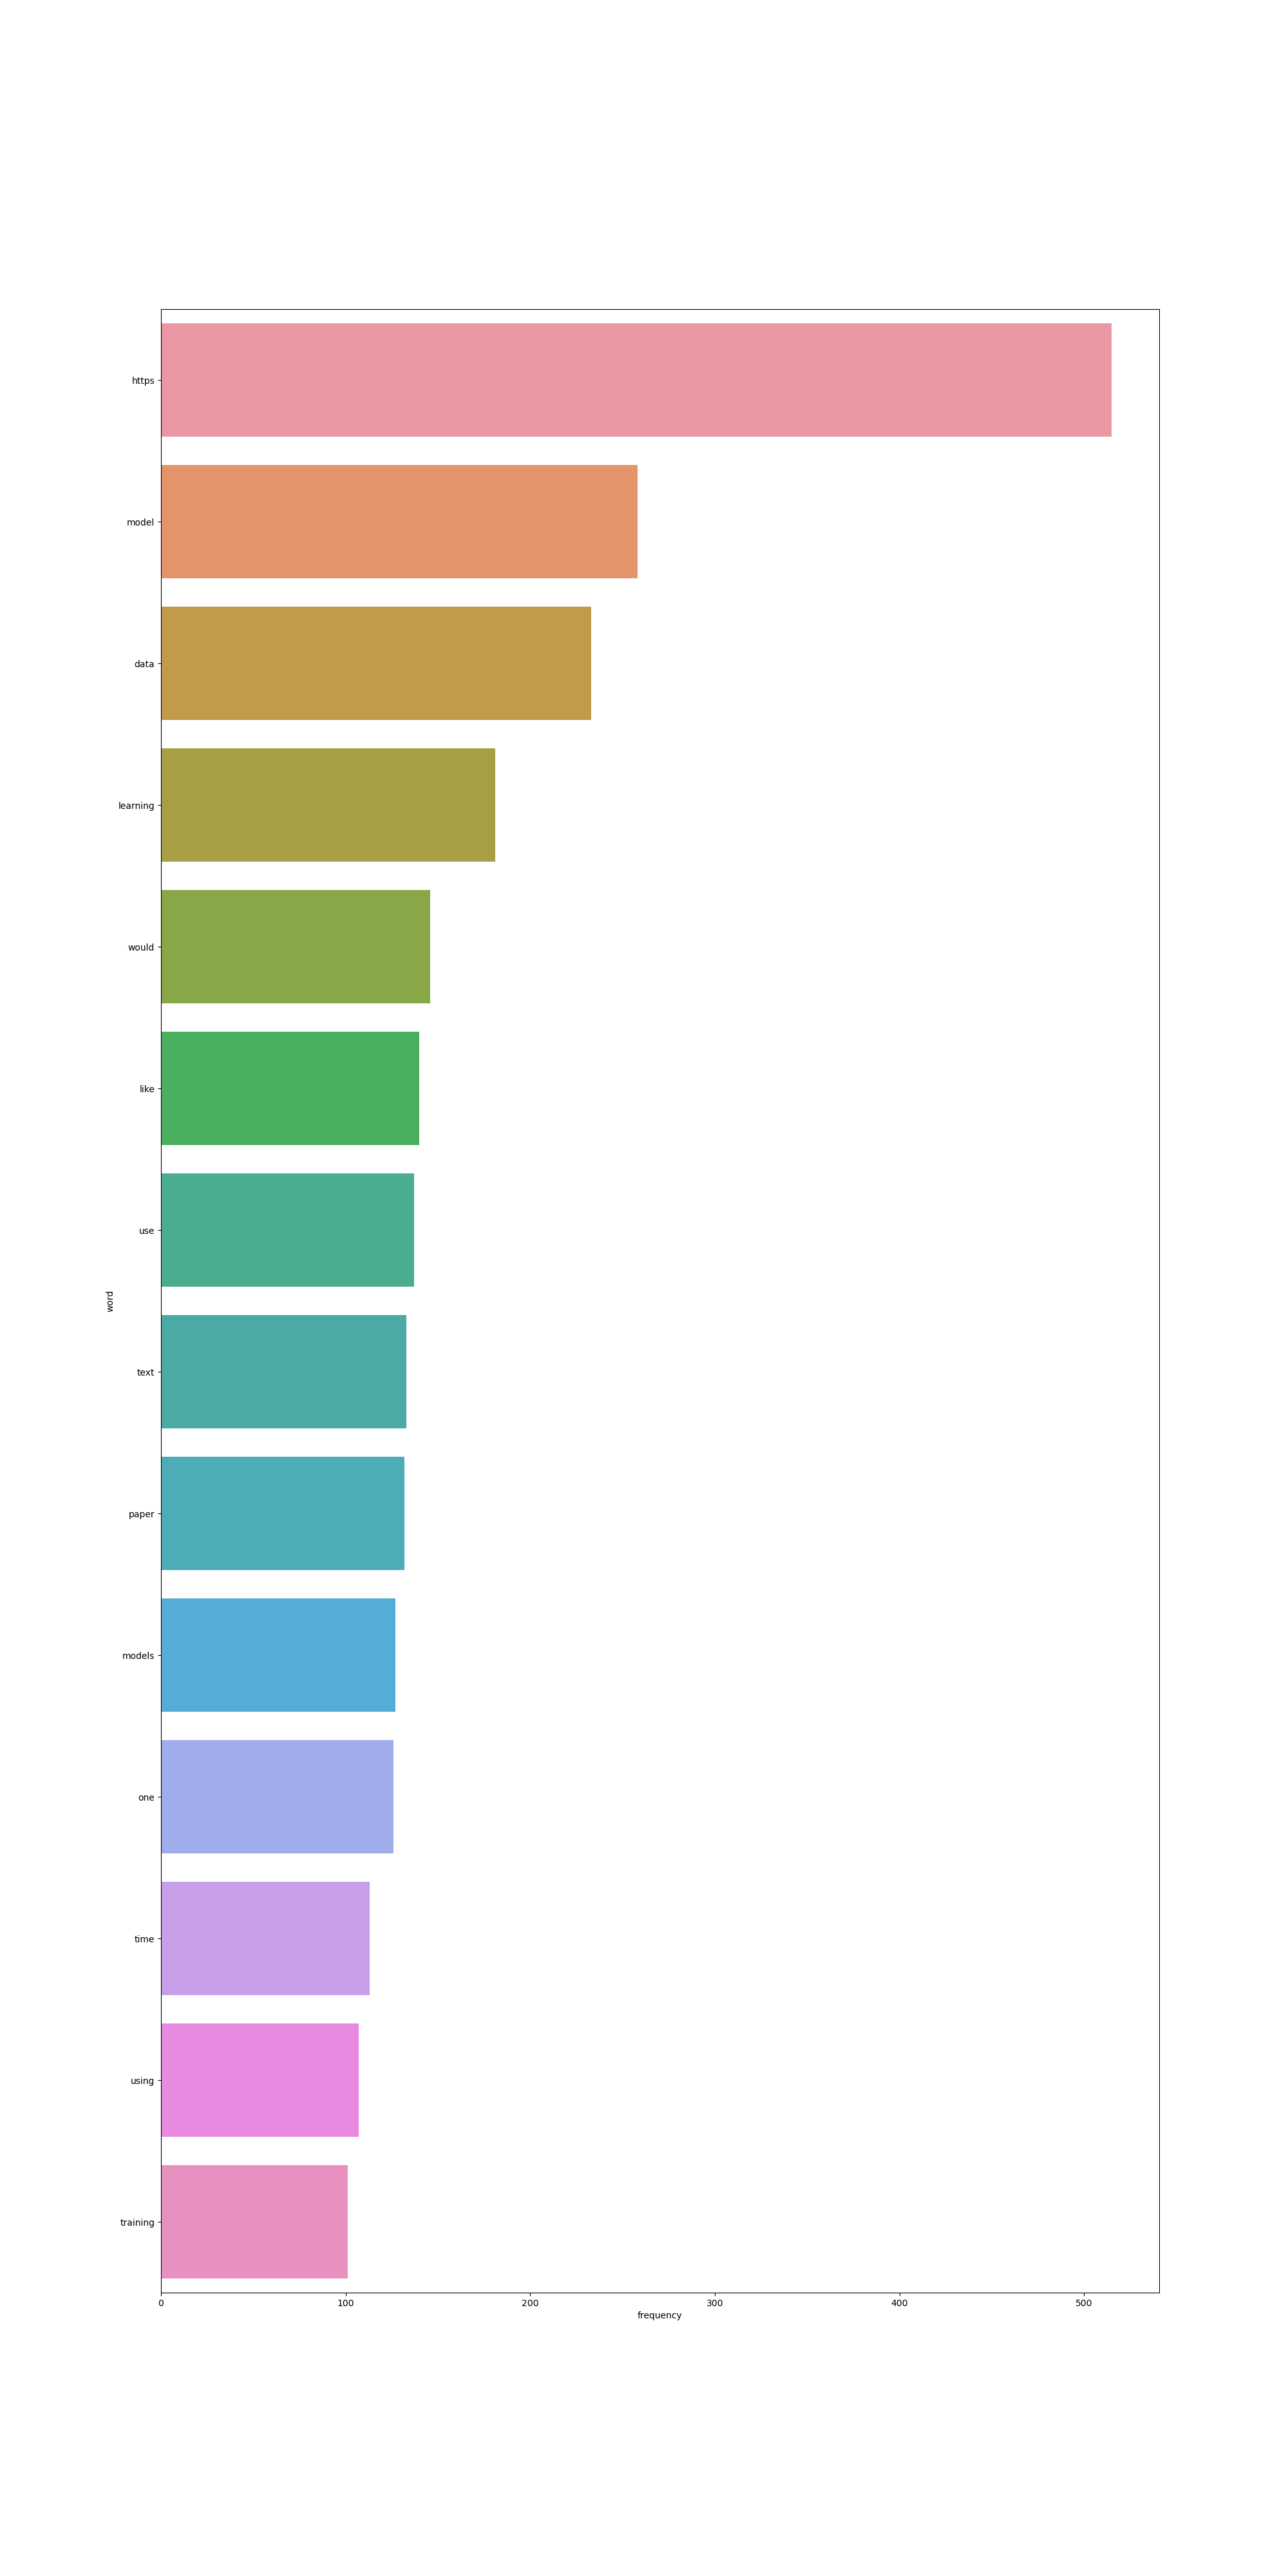 https
model
data
learning
would
like
use
word
text
paper
models
one
time
using
training
0 100 200 300 400 500
frequency